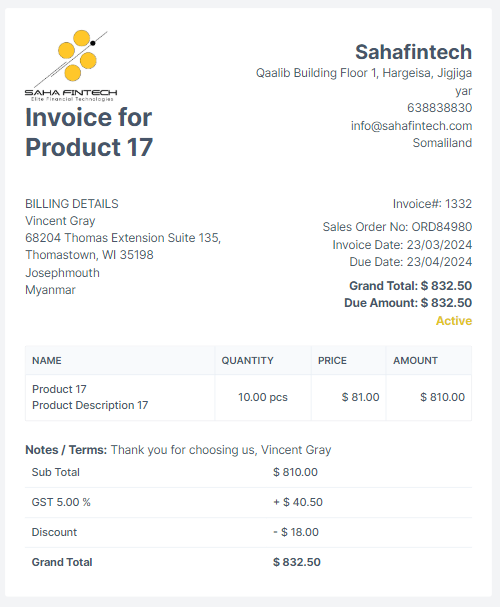 SAHA FINTECH
Elite Financial Technologies
Invoice for
Product 17
Sahafintech
Qaalib Building Floor 1, Hargeisa, Jigjiga
yar
638838830
info@sahafintech.com
Somaliland
BILLING DETAILS
Vincent Gray
68204 Thomas Extension Suite 135,
Thomastown, WI 35198
Josephmouth
Myanmar
Invoice#: 1332
Sales Order No: ORD84980
Invoice Date: 23/03/2024
Due Date: 23/04/2024
Grand Total: $ 832.50
Due Amount: $ 832.50
Active
NAME QUANTITY PRICE AMOUNT
Product 17
Product Description 17
10.00 pcs $ 81.00 $ 810.00
Notes / Terms: Thank you for choosing us, Vincent Gray
Sub Total $ 810.00
GST 5.00 % + $ 40.50
Discount - $ 18.00
Grand Total $ 832.50